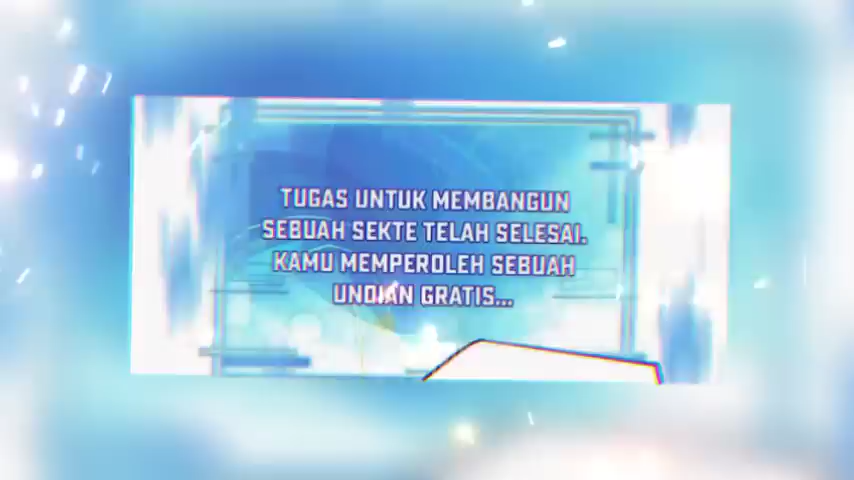 TUGAS UNTUK MEMBANGUN
SEBUAH SEKTE TELAH SELESAI.
KAMU MEMPEROLEH SEBUAH
UNDIAN GRATIS...